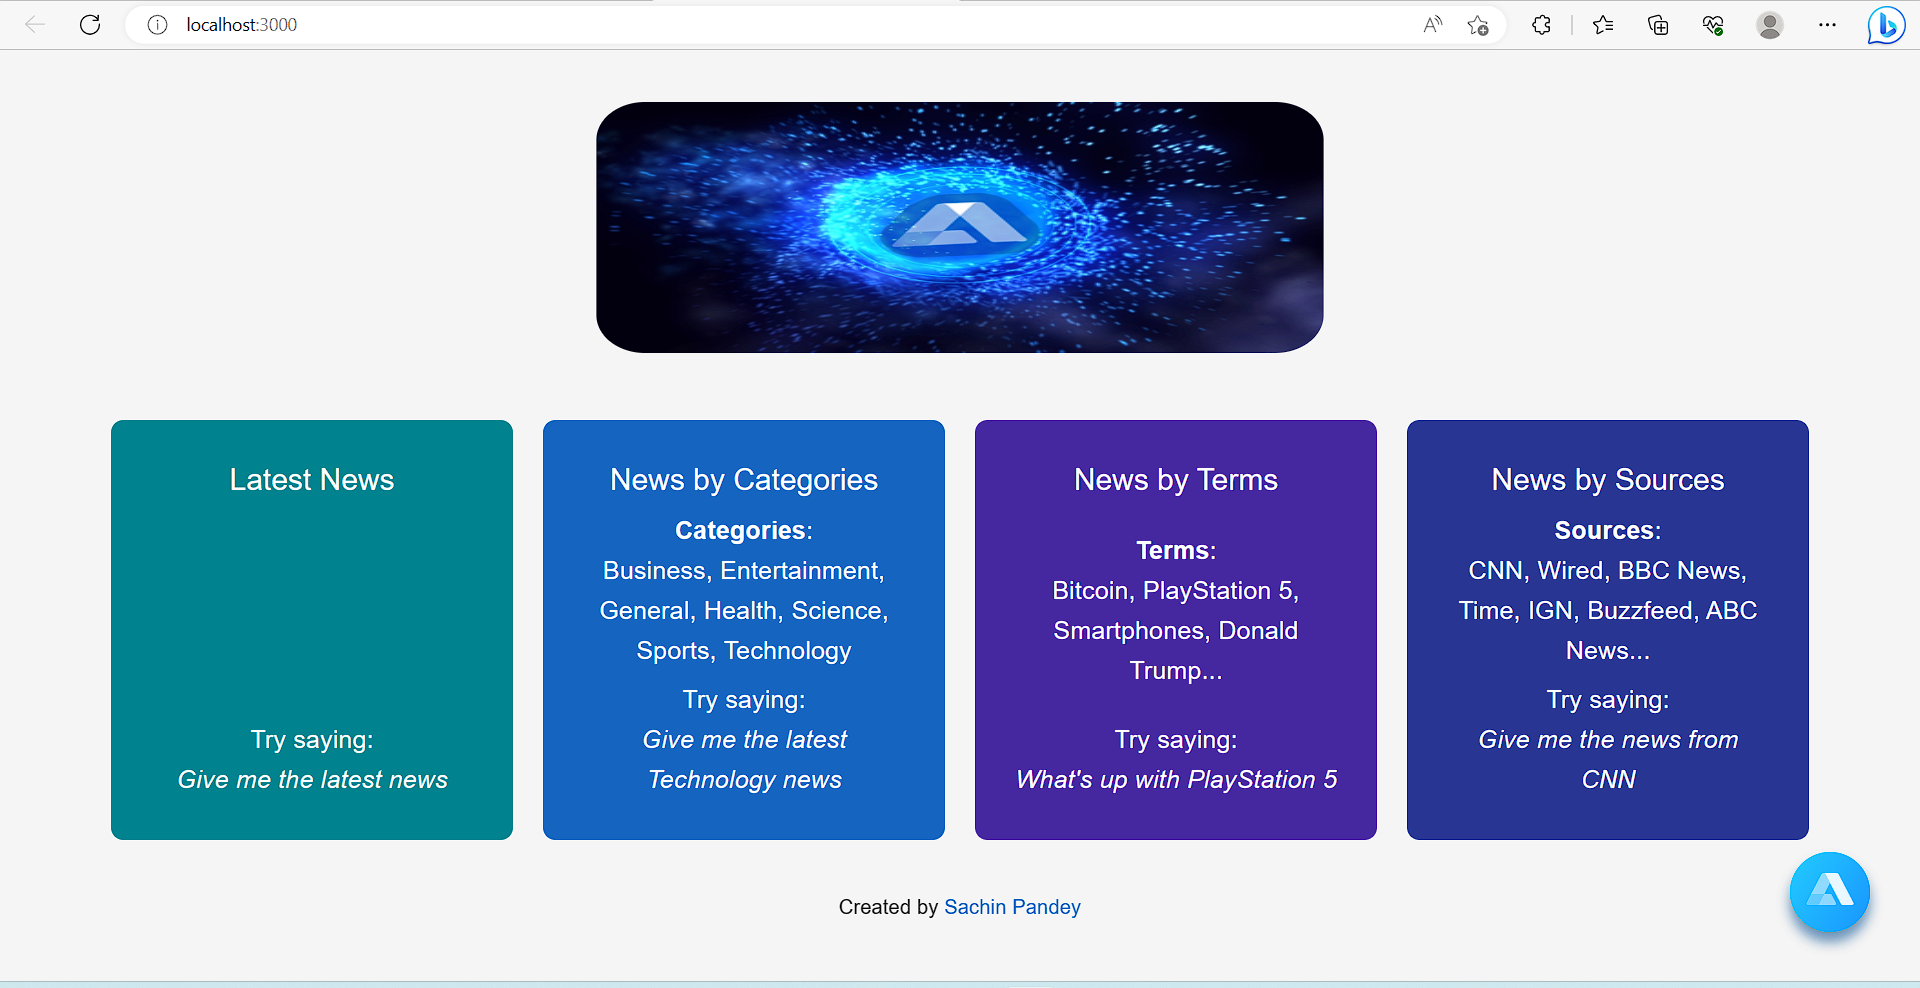 localhost:3000
Latest News
Try saying:
Give me the latest news
News by Categories
Categories:
Business, Entertainment,
General, Health, Science,
Sports, Technology
Try saying:
Give me the latest
Technology news
News by Terms
Terms:
Bitcoin, PlayStation 5,
Smartphones, Donald
Trump...
Try saying:
What's up with PlayStation 5
News by Sources
Sources:
CNN, Wired, BBC News,
Time, IGN, Buzzfeed, ABC
News...
Try saying:
Give me the news from
CNN
Created by Sachin Pandey